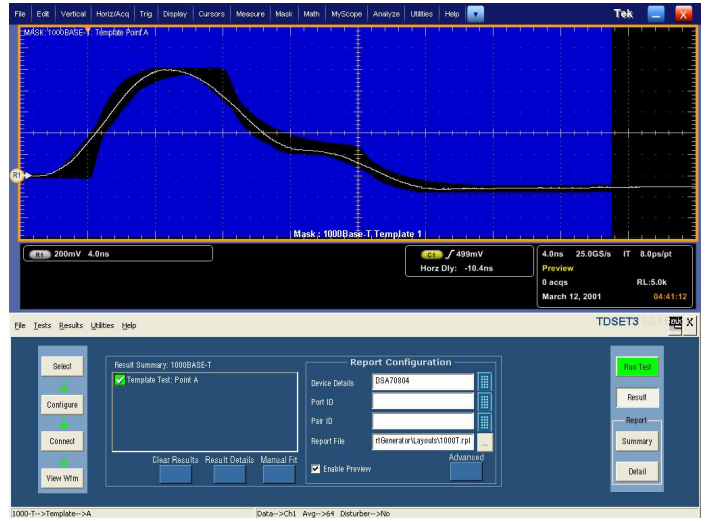 File Edit Vertical Horiz/Acq Trig Display Cursors Measure Mask Math MyScope Analyze Utilities Help Tek X
MASK: 1000BASE-T: Template Point A
R1
Mask : 1000Base-T, Template 1
R1 200mV 4.0ns
C1 499mV
Horz Dly: -10.4ns
4.0ns 25.0GS/s IT 8.0ps/pt
Preview
0 acqs RL:5.0k
March 12, 2001 04:41:12
File Tests Results Utilities Help TDSET3 X
Select
Configure
Connect
View Wfm
Result Summary: 1000BASE-T
Template Test: Point A
Clear Results Result Details Manual Fit
Report Configuration
Device Details DSA70804
Port ID
Pair ID
Report File rtGenerator\Layouts\1000T.rpl ...
Advanced
Enable Preview
Run Test
Result
Report
Summary
Detail
1000-T-->Template-->A Data-->Ch1 Avg-->64 Disturber-->No